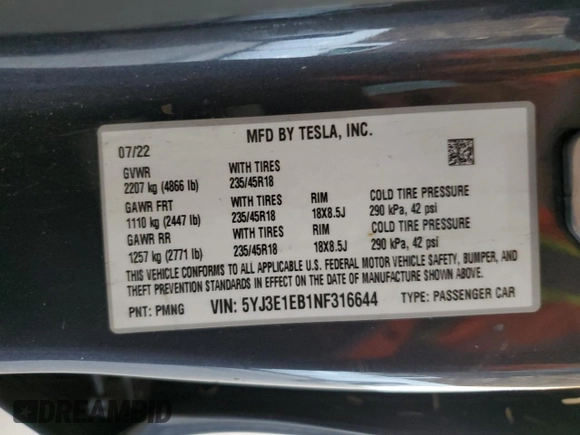 MFD BY TESLA, INC.
07/22
GVWR WITH TIRES
2207 kg (4866 lb) 235/45R18
GAWR FRT WITH TIRES RIM COLD TIRE PRESSURE
1110 kg (2447 lb) 235/45R18 18X8.5J 290 kPa, 42 psi
GAWR RR WITH TIRES RIM COLD TIRE PRESSURE
1257 kg (2771 lb) 235/45R18 18X8.5J 290 kPa, 42 psi
THIS VEHICLE CONFORMS TO ALL APPLICABLE U.S. FEDERAL MOTOR VEHICLE SAFETY, BUMPER, AND
THEFT PREVENTION STANDARDS IN EFFECT ON THE DATE OF MANUFACTURE SHOWN ABOVE.
PNT: PMNG VIN: 5YJ3E1EB1NF316644 TYPE: PASSENGER CAR
DREAMBID